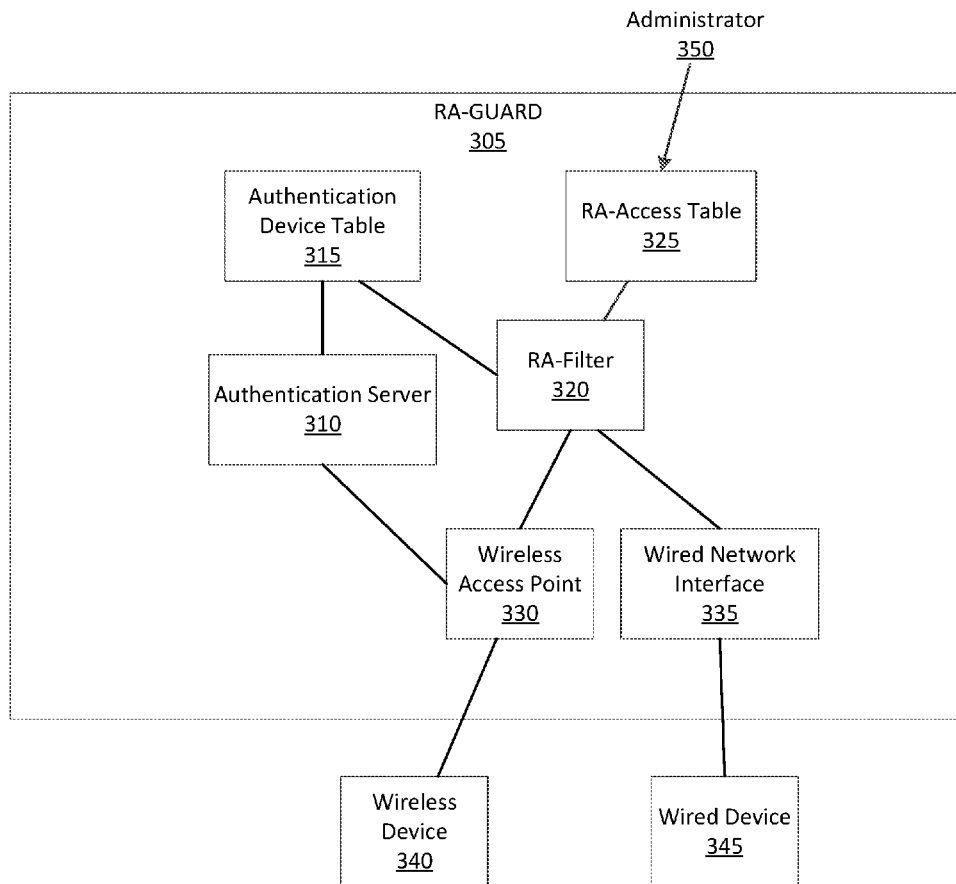 Administrator
350
RA-GUARD
305
Authentication
Device Table
315
RA-Access Table
325
RA-Filter
320
Authentication Server
310
Wireless
Access Point
330
Wired Network
Interface
335
Wireless
Device
340
Wired Device
345